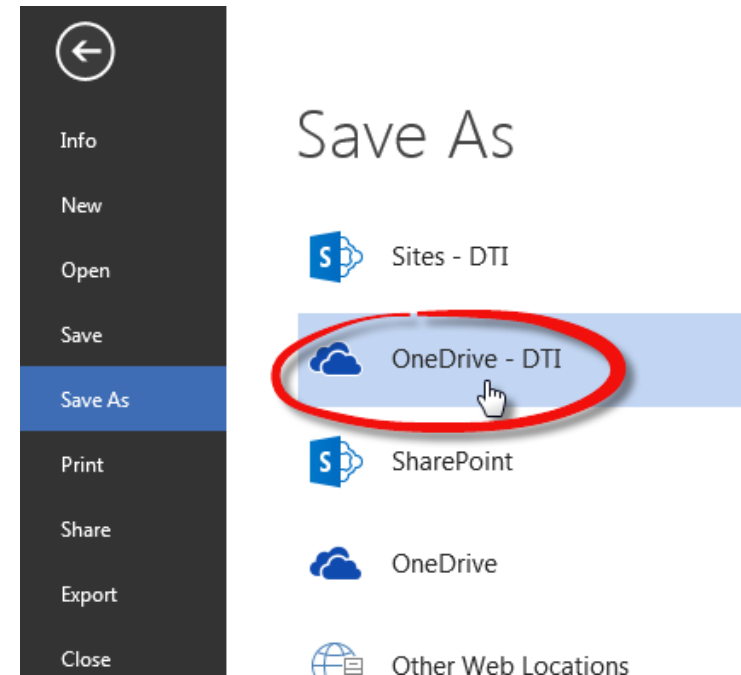 Info
New
Open
Save
Save As
Print
Share
Export
Close
Save As
S Sites - DTI
OneDrive - DTI
S SharePoint
OneDrive
Other Web Locations